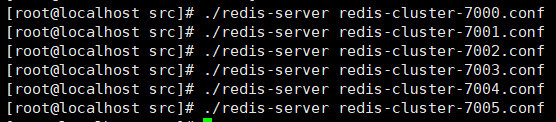 [root@localhost src]# ./redis-server redis-cluster-7000.conf
[root@localhost src]# ./redis-server redis-cluster-7001.conf
[root@localhost src]# ./redis-server redis-cluster-7002.conf
[root@localhost src]# ./redis-server redis-cluster-7003.conf
[root@localhost src]# ./redis-server redis-cluster-7004.conf
[root@localhost src]# ./redis-server redis-cluster-7005.conf
[root@localhost src]#